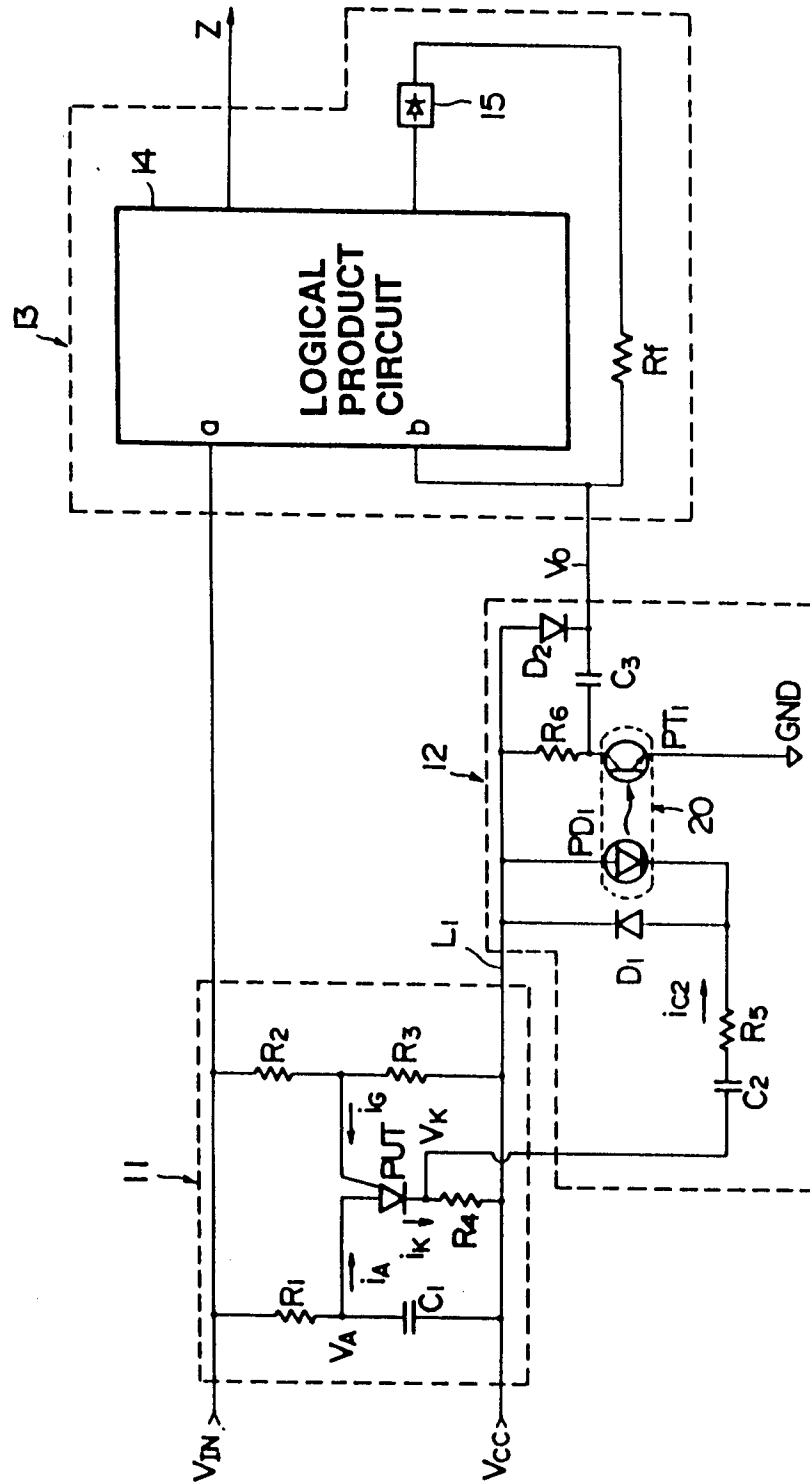 13
14
Z
a
b
LOGICAL
PRODUCT
CIRCUIT
15
Rf
11
VIN
R1
R2
iA
iG
VA
C1
PUT
iK
VK
R3
R4
VCC
L1
12
PD1
PT1
R6
D2
C3
Vo
D1
20
iC2
C2
R5
GND